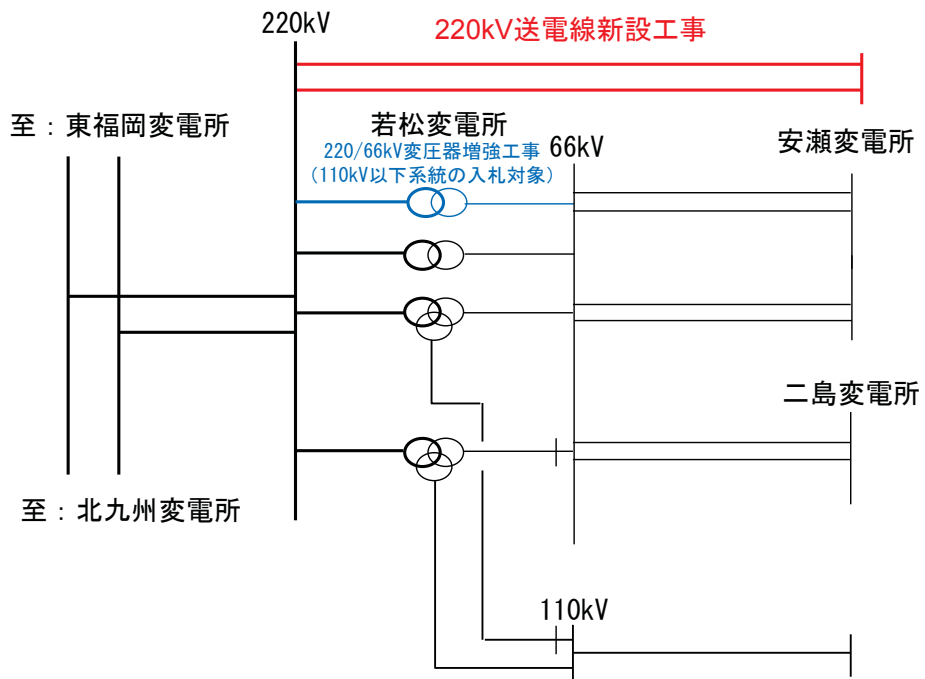 220kV
220kV送電線新設工事
至：東福岡変電所
若松変電所
220/66kV変圧器増強工事
（110kV以下系統の入札対象）
66kV
安瀬変電所
二島変電所
至：北九州変電所
110kV